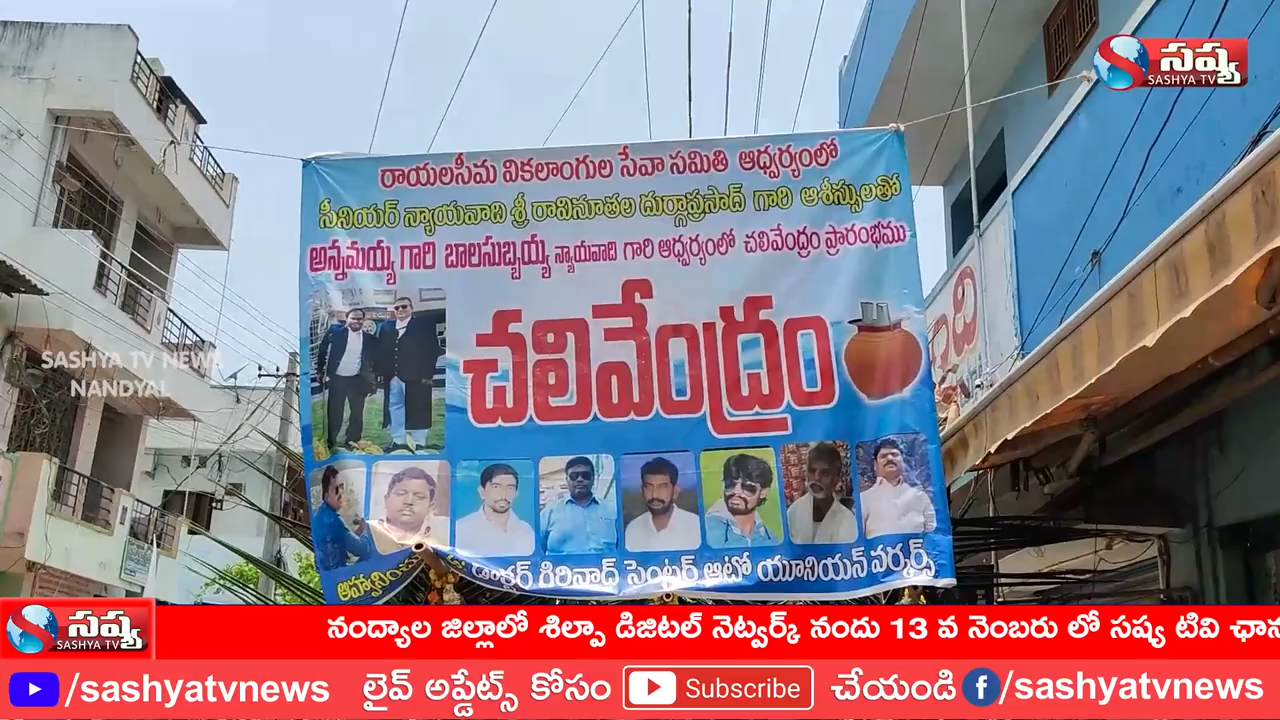 సష్య
SASHYA TV
రాయలసీమ వికలాంగుల సేవా సమితి ఆధ్వర్యంలో
సీనియర్ న్యాయవాది శ్రీ రావినూతల దుర్గాప్రసాద్ గారి ఆశీస్సులతో
అన్నమయ్య గారి బాలసుబ్బయ్య న్యాయవాది గారి ఆధ్వర్యంలో చలివేంద్రం ప్రారంభము
చలివేంద్రం
SASHYA TV NEWS
NANDYAL
గిరినాథ్ సెంటర్ ఆటో యూనియన్ వర్కర్స్
సష్య
SASHYA TV
నంద్యాల జిల్లాలో శిల్పా డిజిటల్ నెట్వర్క్ నందు 13 వ నెంబరు లో సష్య టివి
/sashyatvnews లైవ్ అప్డేట్స్ కోసం Subscribe చేయండి /sashyatvnews